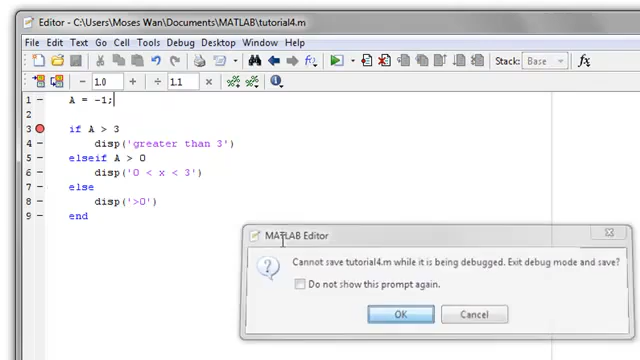 Editor - C:\Users\Moses Wan\Documents\MATLAB\tutorial4.m
File Edit Text Go Cell Tools Debug Desktop Window Help
Stack: Base fx
1.0 1.1
1 A = -1;
2
3 if A > 3
4 disp('greater than 3')
5 elseif A > 0
6 disp('0 < x < 3')
7 else
8 disp('>0')
9 end
MATLAB Editor
Cannot save tutorial4.m while it is being debugged. Exit debug mode and save?
Do not show this prompt again.
OK Cancel